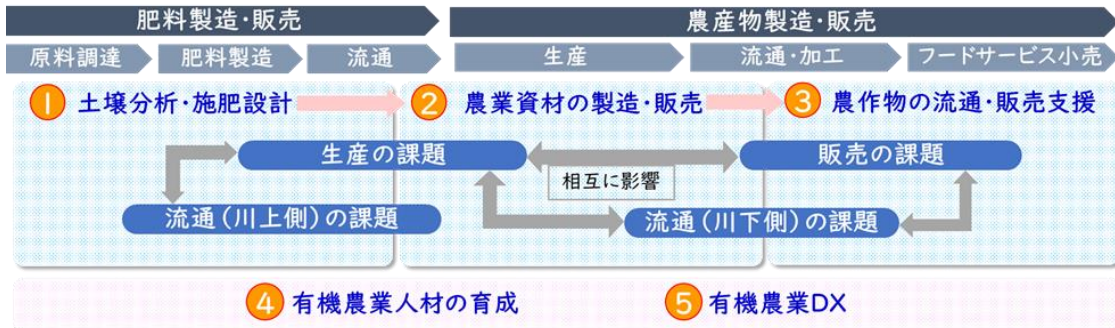 肥料製造・販売
農産物製造・販売
原料調達
肥料製造
流通
生産
流通・加工
フードサービス小売
① 土壌分析・施肥設計
② 農業資材の製造・販売
③ 農作物の流通・販売支援
生産の課題
販売の課題
相互に影響
流通(川上側)の課題
流通(川下側)の課題
④ 有機農業人材の育成
⑤ 有機農業DX